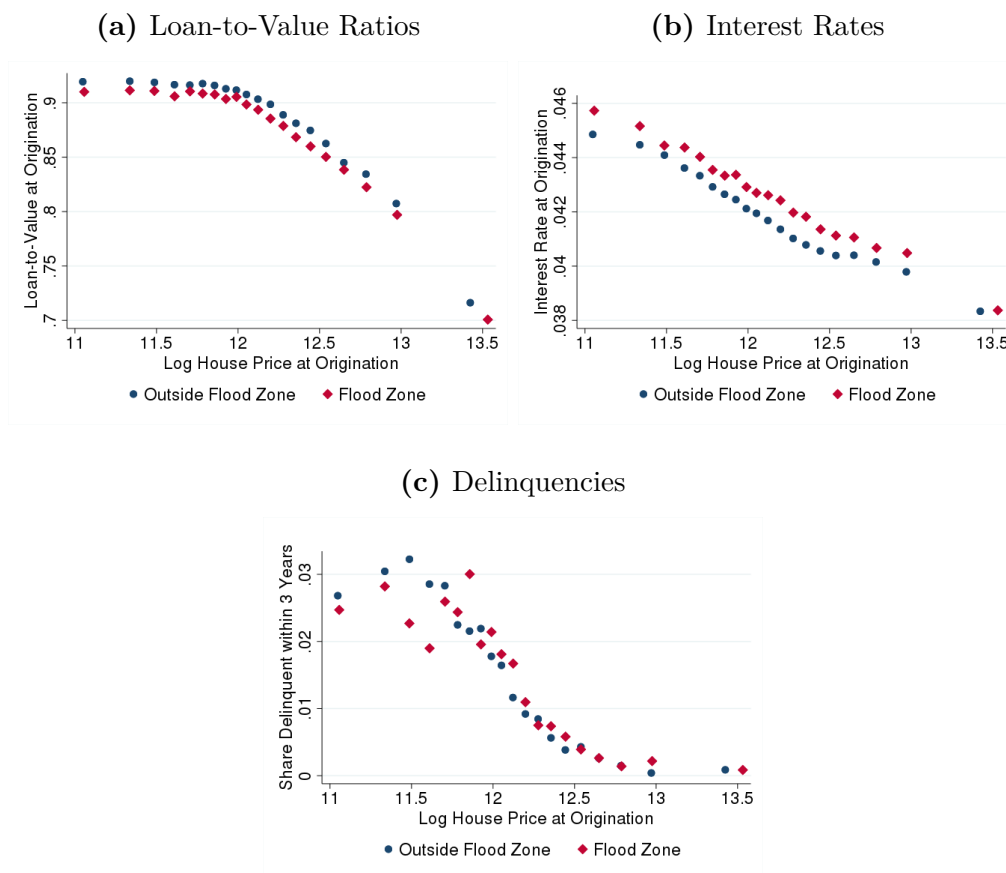 (a) Loan-to-Value Ratios
Loan-to-Value at Origination
.9
.85
.8
.75
.7
11 11.5 12 12.5 13 13.5
Log House Price at Origination
Outside Flood Zone Flood Zone
(b) Interest Rates
Interest Rate at Origination
.046
.044
.042
.04
.038
11 11.5 12 12.5 13 13.5
Log House Price at Origination
Outside Flood Zone Flood Zone
(c) Delinquencies
Share Delinquent within 3 Years
.03
.02
.01
0
11 11.5 12 12.5 13 13.5
Log House Price at Origination
Outside Flood Zone Flood Zone